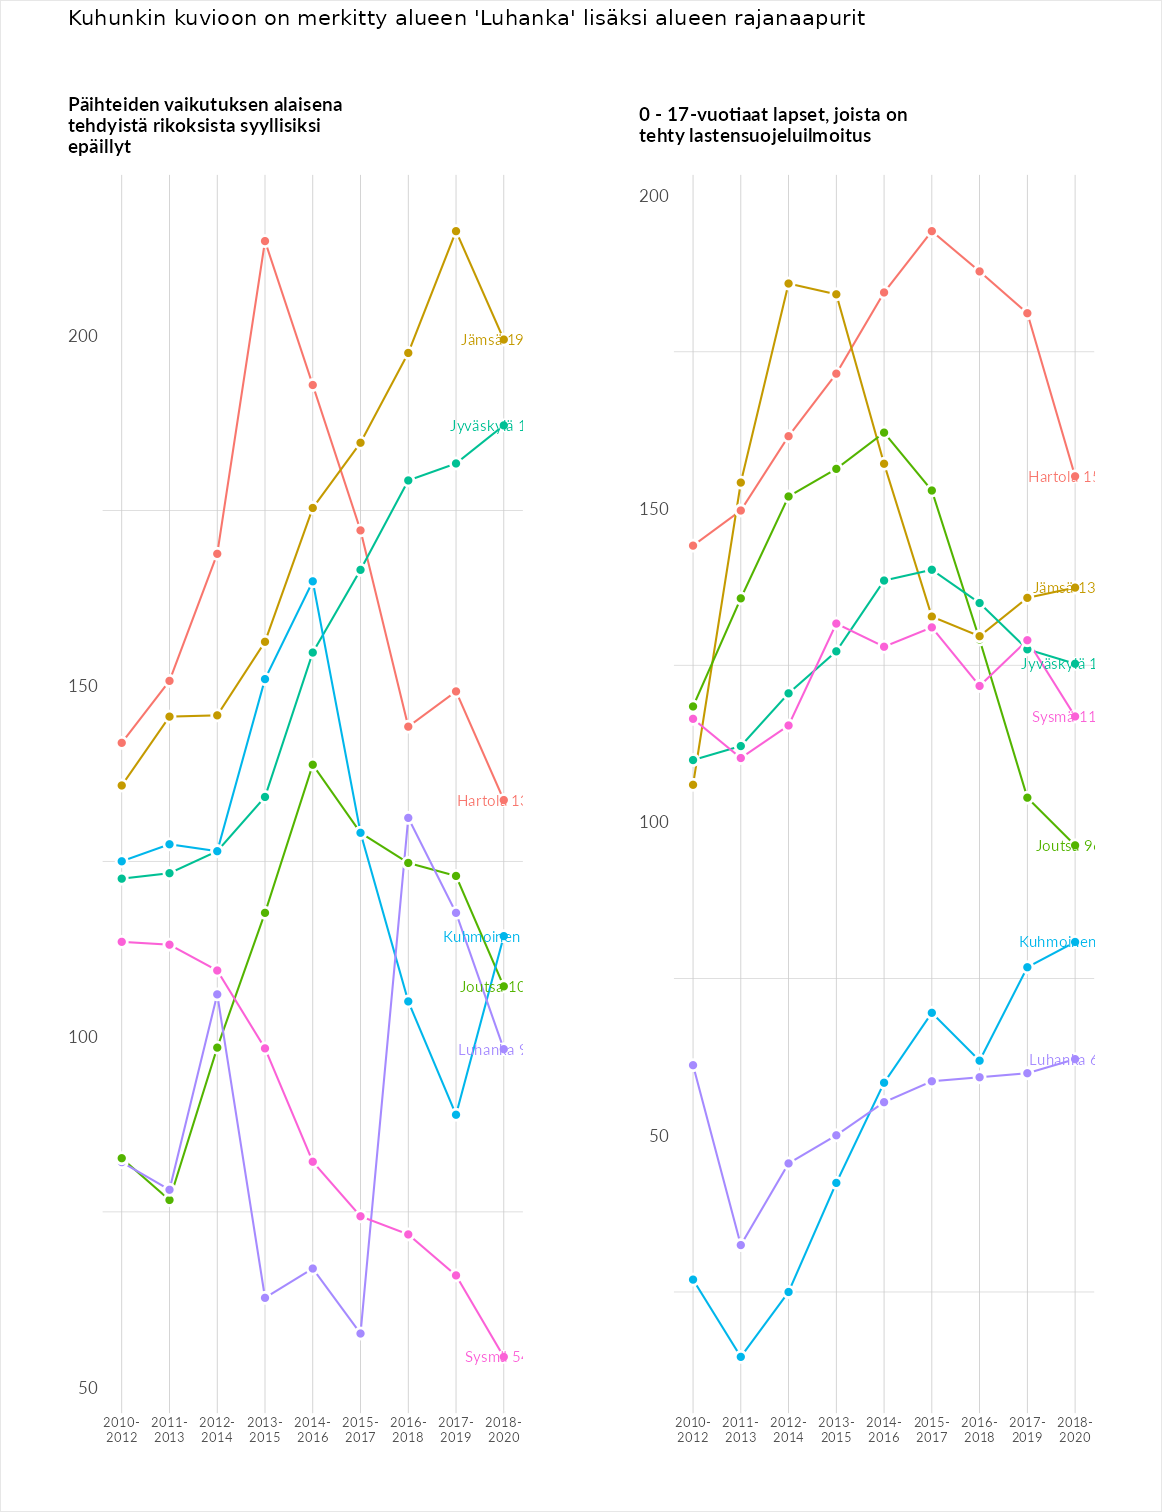 Kuhunkin kuvioon on merkitty alueen 'Luhanka' lisäksi alueen rajanaapurit
Päihteiden vaikutuksen alaisena
tehdyistä rikoksista syyllisiksi
epäillyt
200
150
100
50
Jämsä 19
Jyväskylä 1
Hartola 13
Kuhmoinen
Joutsa 10
Luhanka 9
Sysmä 54
2010-
2012
2011-
2013
2012-
2014
2013-
2015
2014-
2016
2015-
2017
2016-
2018
2017-
2019
2018-
2020
0 - 17-vuotiaat lapset, joista on
tehty lastensuojeluilmoitus
200
150
100
50
Hartola 15
Jämsä 13
Jyväskylä 1
Sysmä 11
Joutsa 96
Kuhmoinen
Luhanka 6
2010-
2012
2011-
2013
2012-
2014
2013-
2015
2014-
2016
2015-
2017
2016-
2018
2017-
2019
2018-
2020